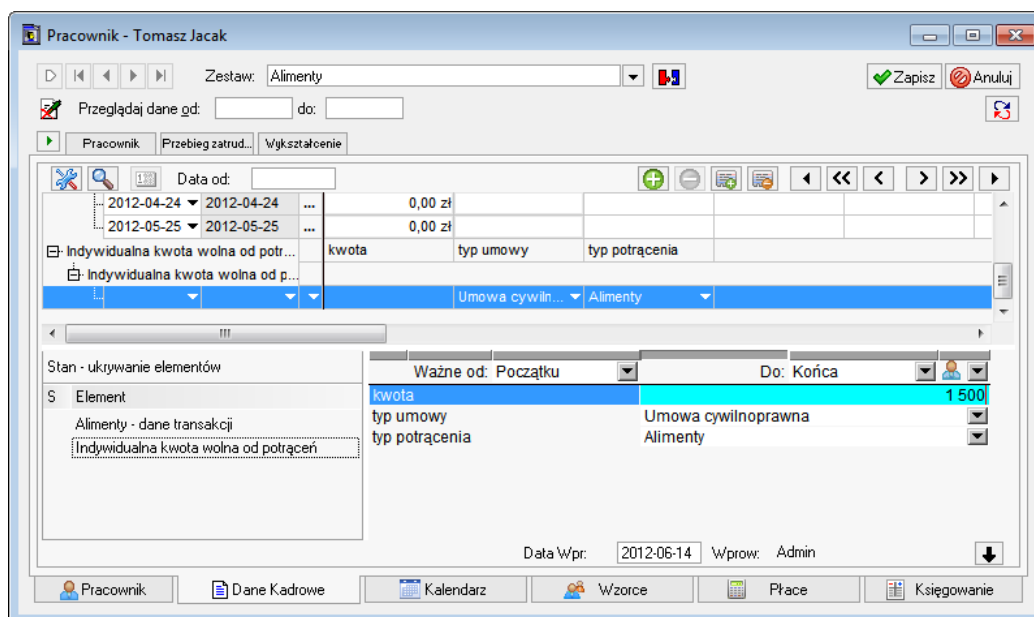 Pracownik - Tomasz Jacak
Zestaw: Alimenty
Zapisz Anuluj
Przeglądaj dane od: do:
Pracownik Przebieg zatrud... Wykształcenie
Data od:
2012-04-24 2012-04-24 ... 0,00 zł
2012-05-25 2012-05-25 ... 0,00 zł
Indywidualna kwota wolna od potr... kwota typ umowy typ potrącenia
Indywidualna kwota wolna od p...
Umowa cywiln... Alimenty
Stan - ukrywanie elementów
Ważne od: Początku Do: Końca
S Element
kwota 1 500
typ umowy Umowa cywilnoprawna
Alimenty - dane transakcji
typ potrącenia Alimenty
Indywidualna kwota wolna od potrąceń
Data Wpr: 2012-06-14 Wprow: Admin
Pracownik Dane Kadrowe Kalendarz Wzorce Płace Księgowanie